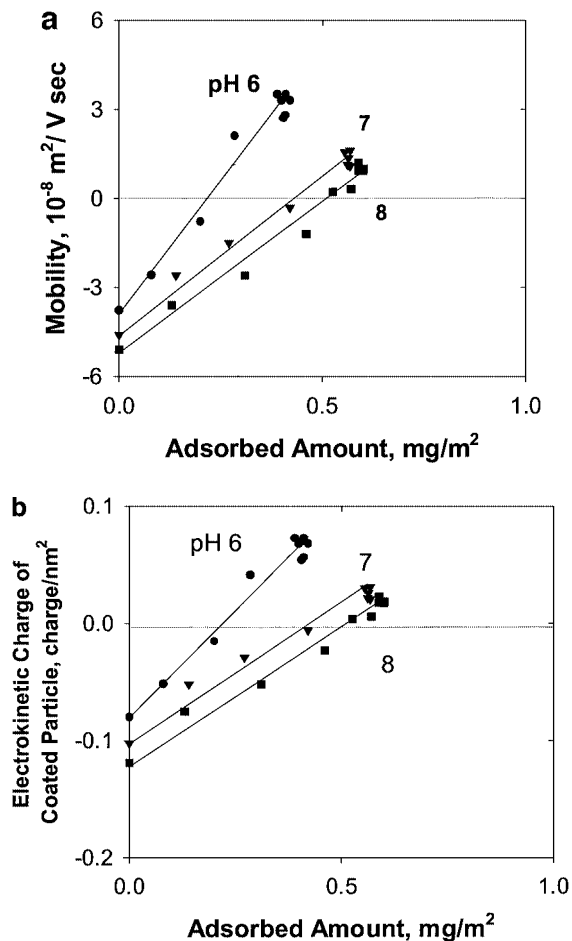 a
6
3
0
-3
-6
Mobility, 10-8 m2/ V sec
pH 6
7
8
0.0 0.5 1.0
Adsorbed Amount, mg/m2
b
0.1
0.0
-0.1
-0.2
Electrokinetic Charge of
Coated Particle, charge/nm2
pH 6
7
8
0.0 0.5 1.0
Adsorbed Amount, mg/m2